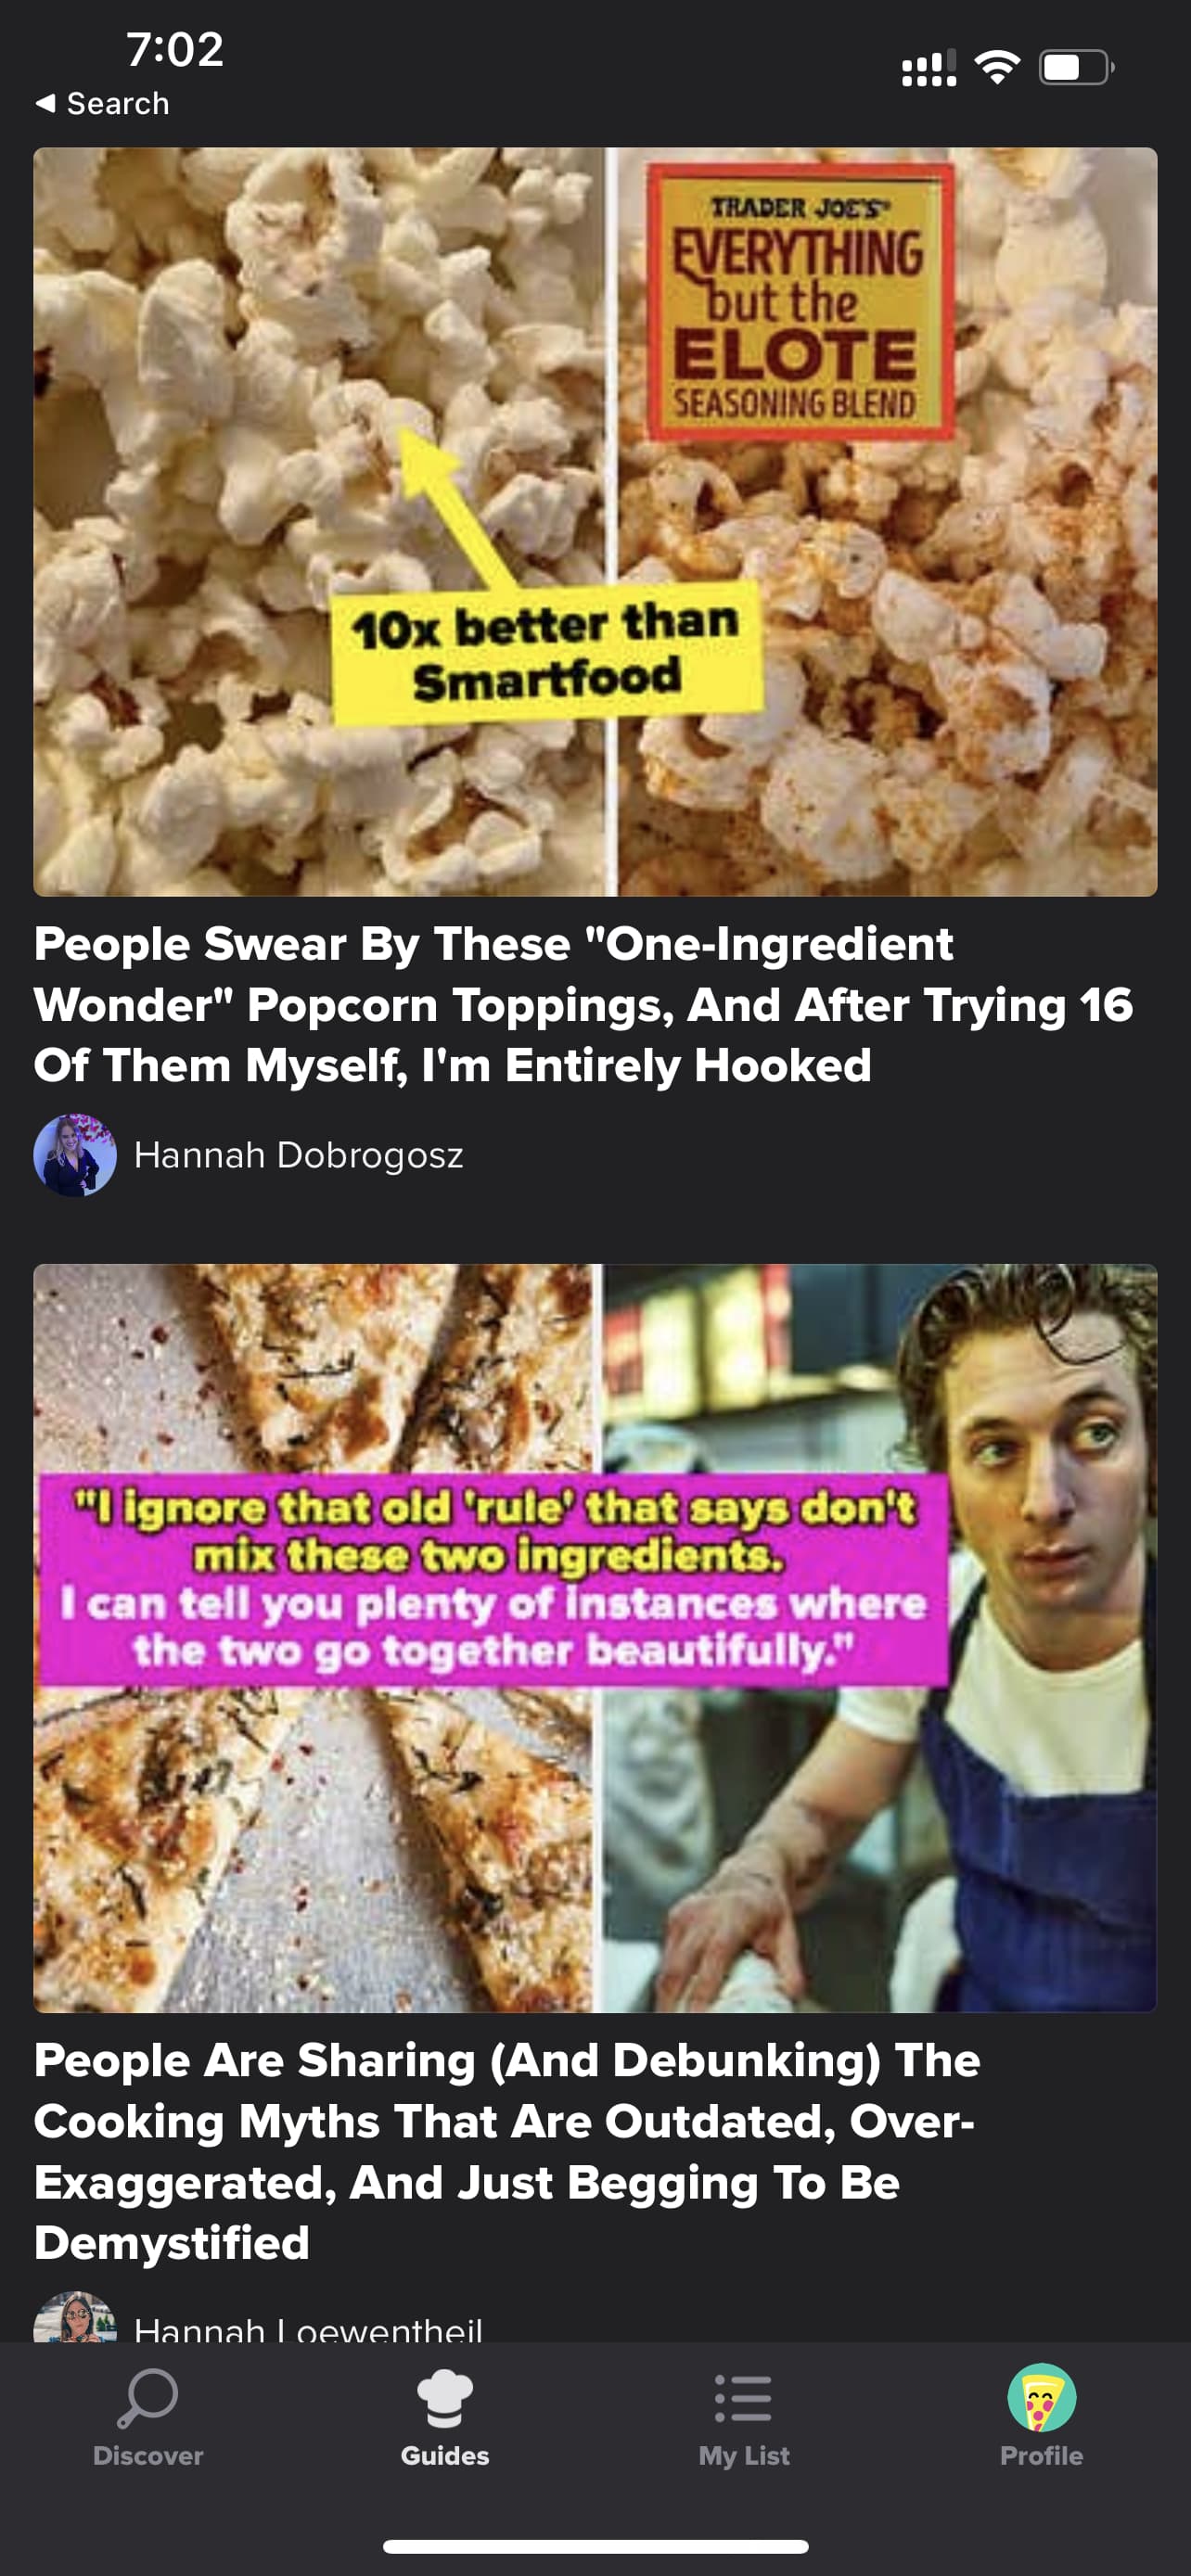 7:02
Search
TRADER JOE'S
EVERYTHING
but the
ELOTE
SEASONING BLEND
10x better than
Smartfood
People Swear By These "One-Ingredient
Wonder" Popcorn Toppings, And After Trying 16
Of Them Myself, I'm Entirely Hooked
Hannah Dobrogosz
"I ignore that old 'rule' that says don't
mix these two ingredients.
I can tell you plenty of instances where
the two go together beautifully."
People Are Sharing (And Debunking) The
Cooking Myths That Are Outdated, Over-
Exaggerated, And Just Begging To Be
Demystified
Hannah Loewentheil
Discover
Guides
My List
Profile